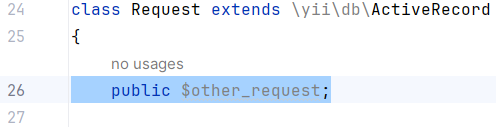 24 class Request extends \yii\db\ActiveRecord
25 {
no usages
26 public $other_request;
27